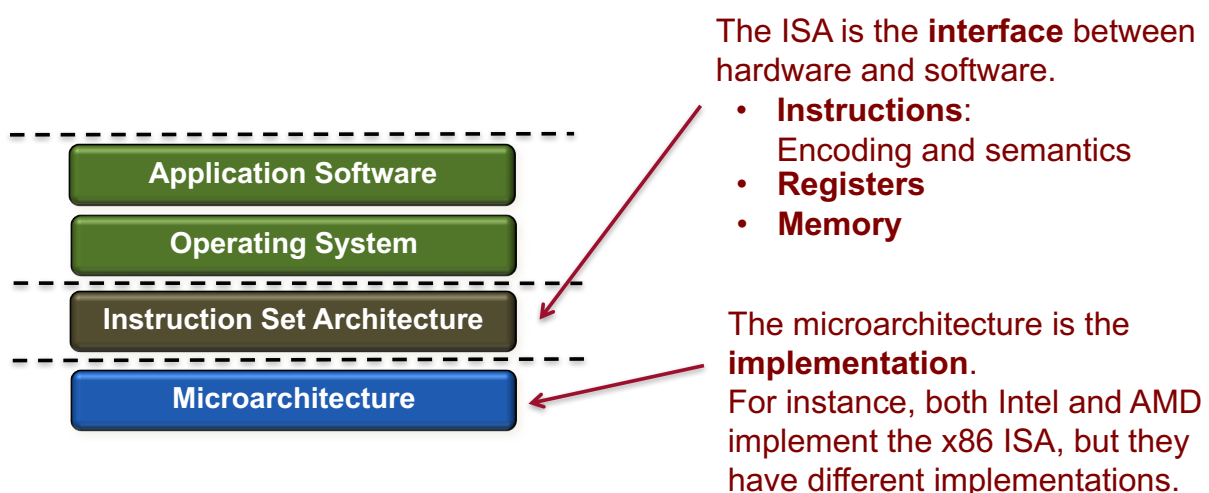 The ISA is the interface between
hardware and software.
• Instructions:
Encoding and semantics
• Registers
• Memory
Application Software
Operating System
Instruction Set Architecture
Microarchitecture
The microarchitecture is the
implementation.
For instance, both Intel and AMD
implement the x86 ISA, but they
have different implementations.